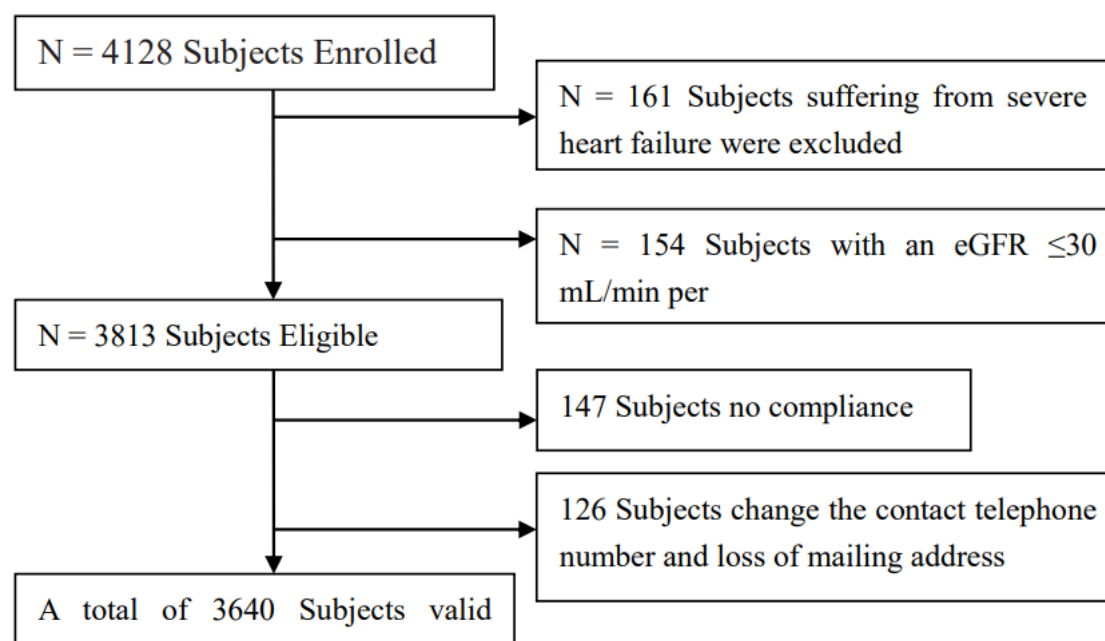 N = 4128 Subjects Enrolled
N = 161 Subjects suffering from severe
heart failure were excluded
N = 154 Subjects with an eGFR ≤30
mL/min per
N = 3813 Subjects Eligible
147 Subjects no compliance
126 Subjects change the contact telephone
number and loss of mailing address
A total of 3640 Subjects valid